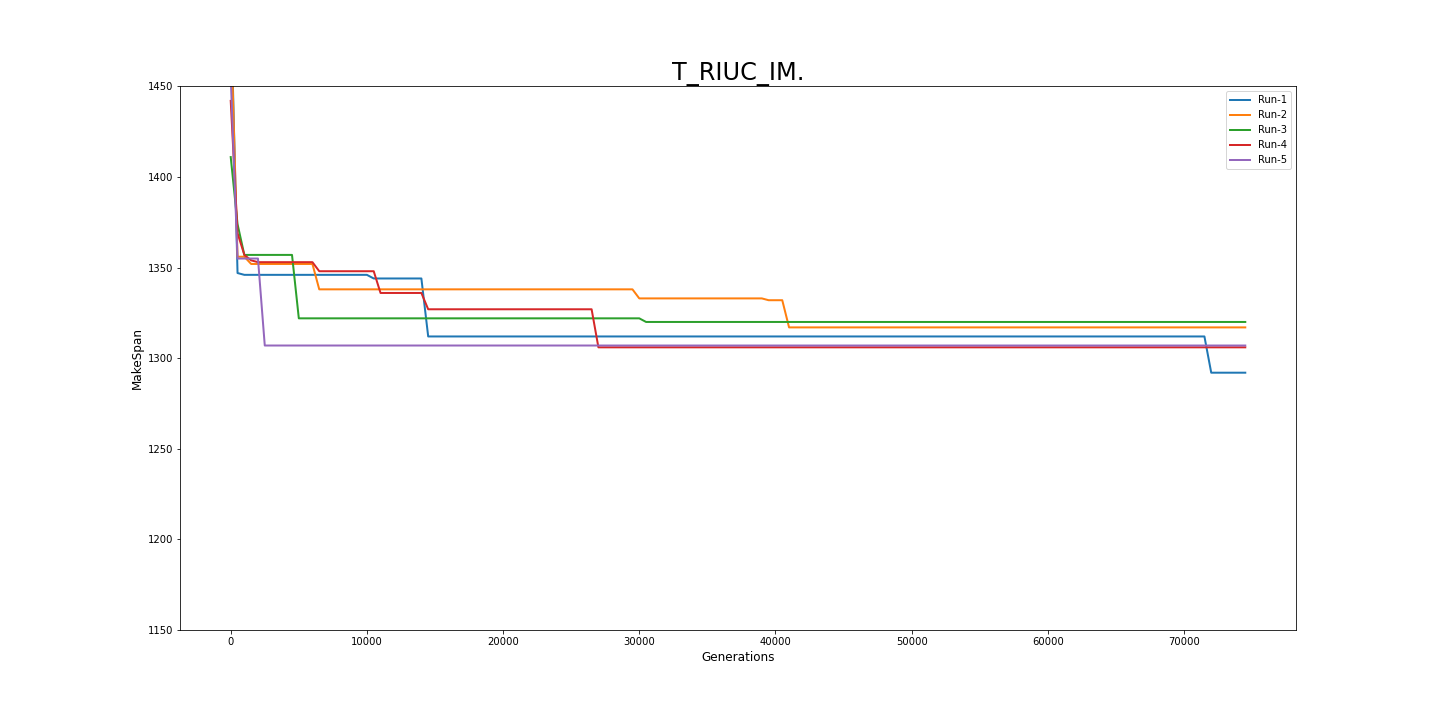 T_RIUC_IM.
1450
1400
1350
1300
1250
1200
1150
MakeSpan
0 10000 20000 30000 40000 50000 60000 70000
Generations
Run-1
Run-2
Run-3
Run-4
Run-5